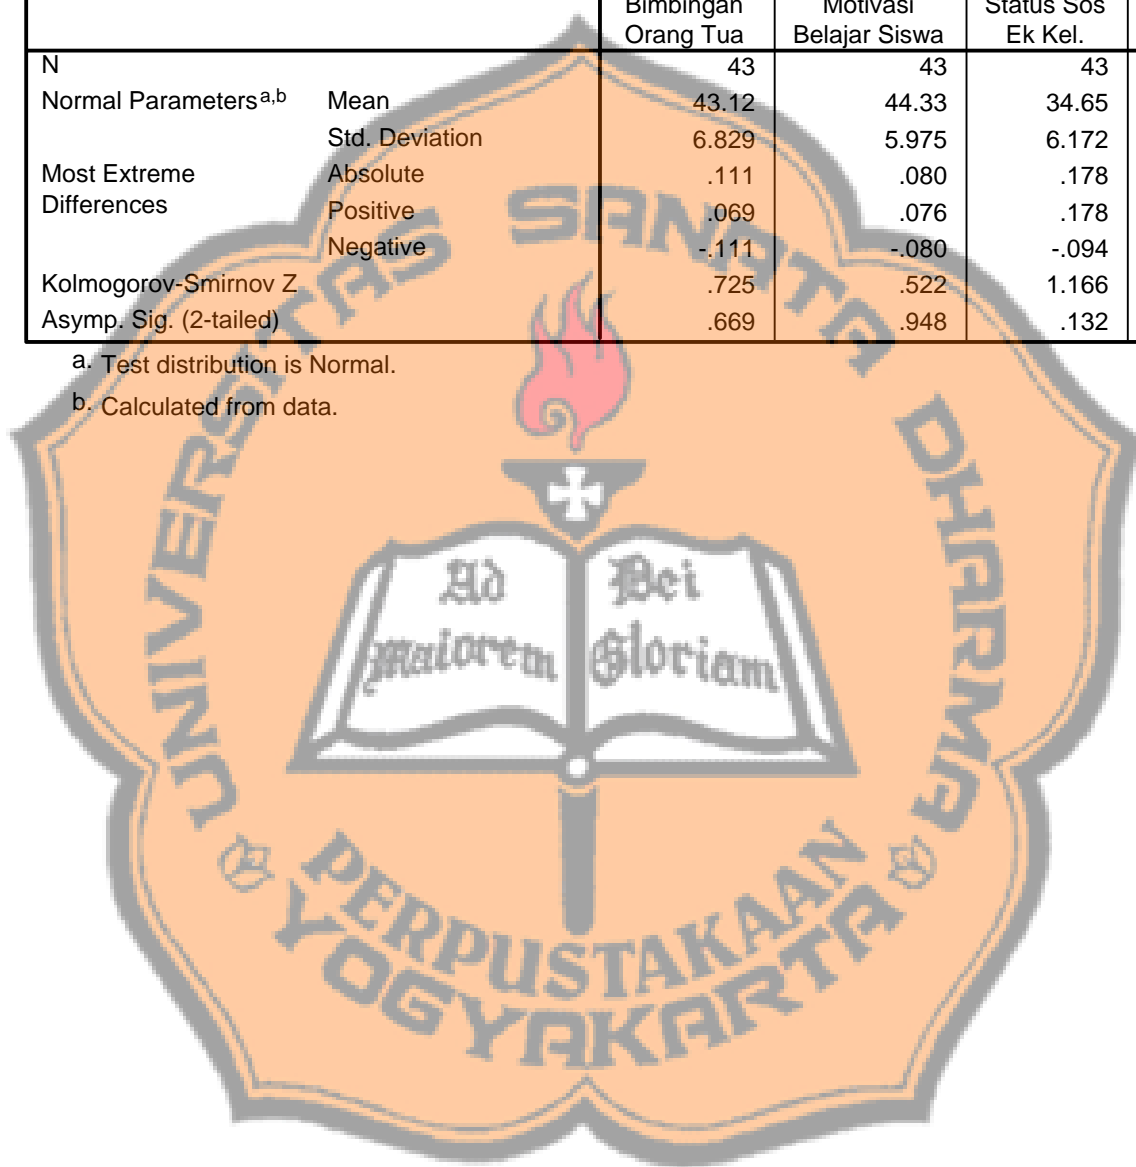 Bimbingan Orang Tua Motivasi Belajar Siswa Status Sos Ek Kel.
N 43 43 43
Normal Parameters a,b Mean 43.12 44.33 34.65
Std. Deviation 6.829 5.975 6.172
Most Extreme Differences Absolute .111 .080 .178
Positive .069 .076 .178
Negative -.111 -.080 -.094
Kolmogorov-Smirnov Z .725 .522 1.166
Asymp. Sig. (2-tailed) .669 .948 .132
a. Test distribution is Normal.
b. Calculated from data.
UNIVERSITAS SANATA DHARMA
Ad Dei
Maiorem Gloriam
PERPUSTAKAAN
YOGYAKARTA